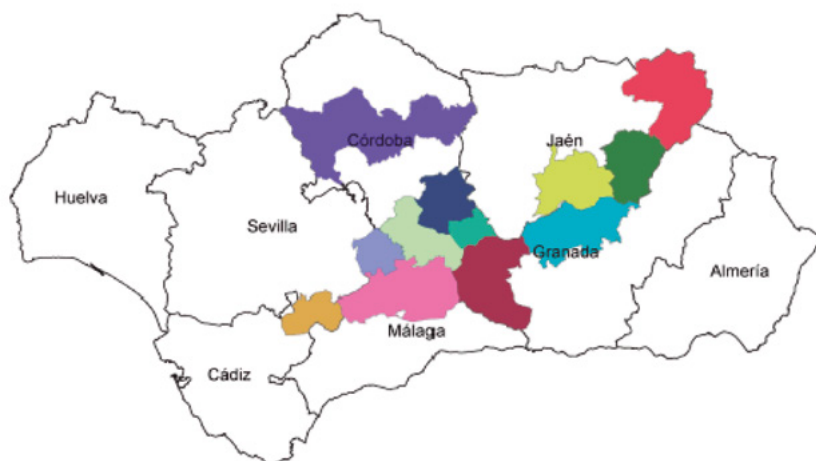 Córdoba
Jaén
Huelva
Sevilla
Granada
Almería
Málaga
Cádiz